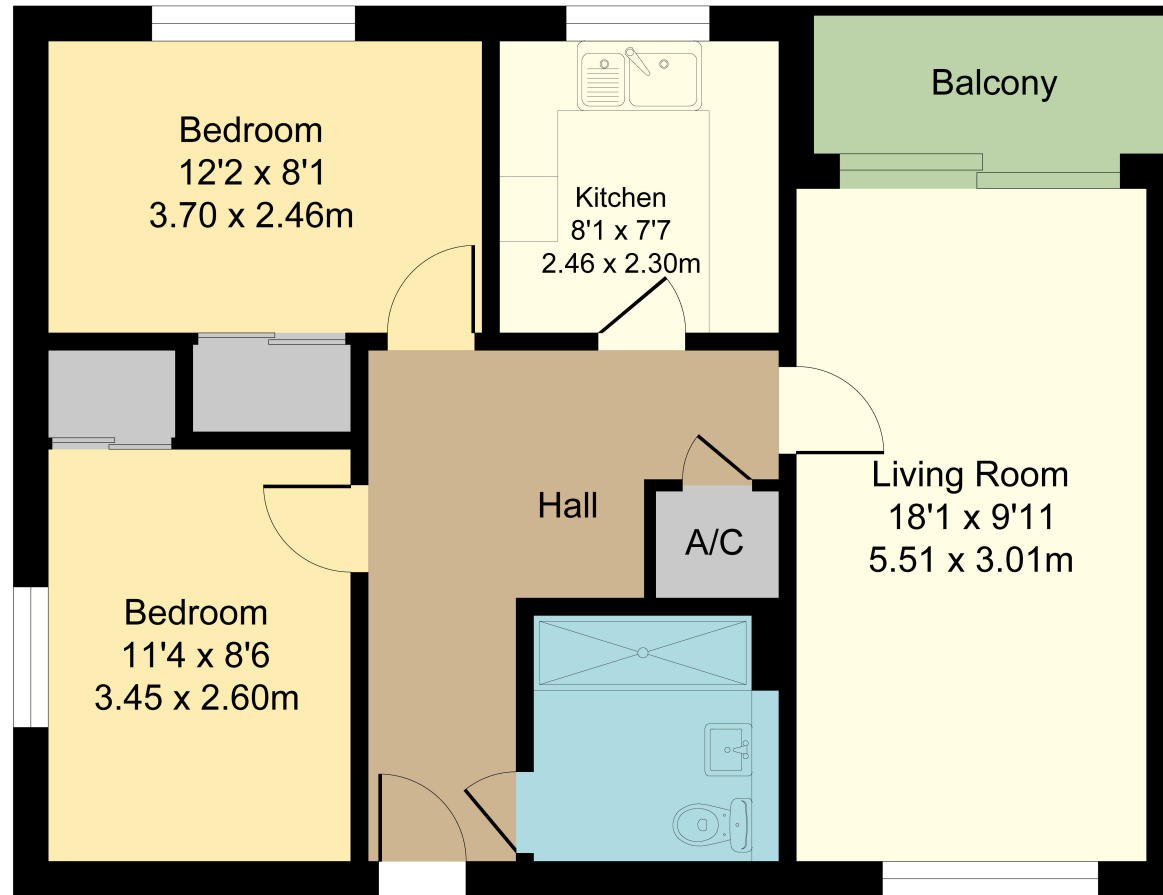 Bedroom
12'2 x 8'1
3.70 x 2.46m
Kitchen
8'1 x 7'7
2.46 x 2.30m
Balcony
Hall
A/C
Living Room
18'1 x 9'11
5.51 x 3.01m
Bedroom
11'4 x 8'6
3.45 x 2.60m